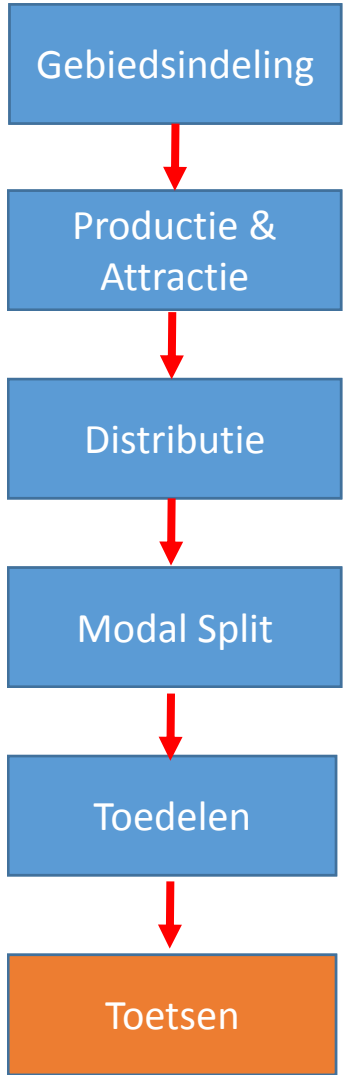 Gebiedsindeling
Productie &
Attractie
Distributie
Modal Split
Toedelen
Toetsen